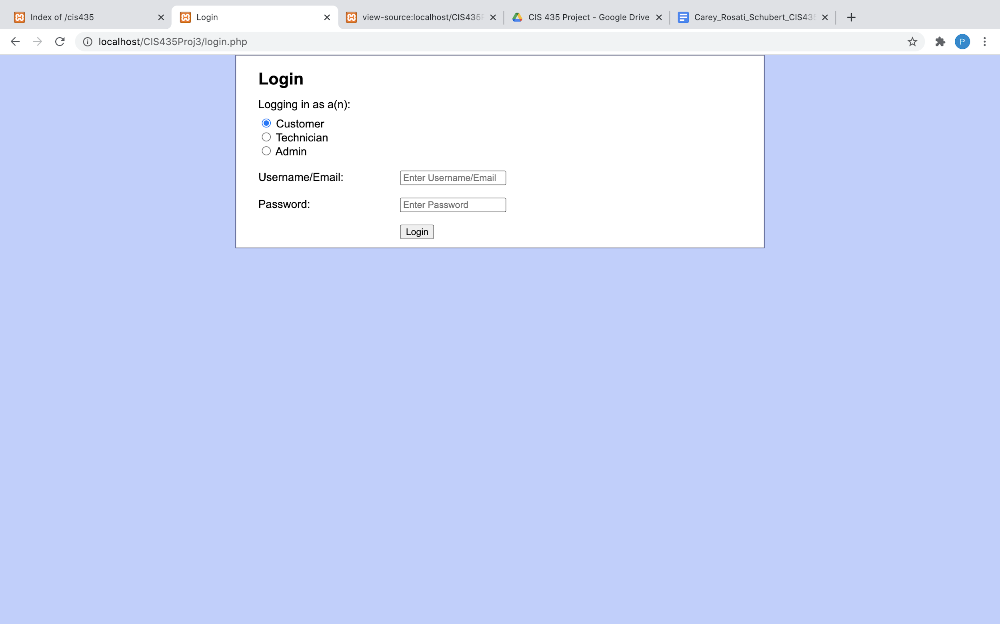 Index of /cis435
Login
view-source:localhost/CIS435P
CIS 435 Project - Google Drive
Carey_Rosati_Schubert_CIS435
localhost/CIS435Proj3/login.php
P
Login
Logging in as a(n):
Customer
Technician
Admin
Username/Email:
Enter Username/Email
Password:
Enter Password
Login